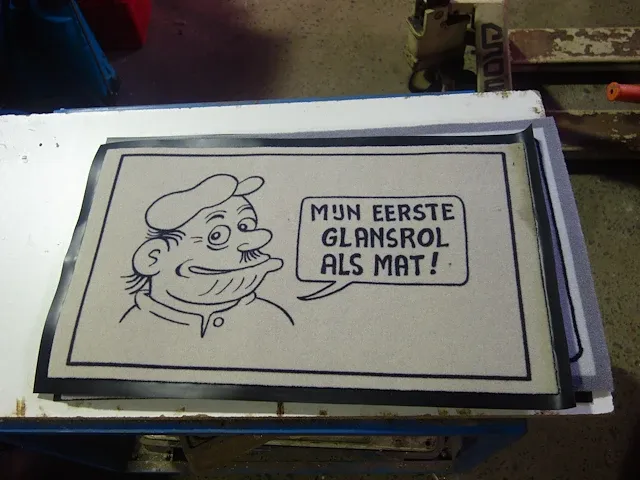 MIJN EERSTE
GLANSROL
ALS MAT!